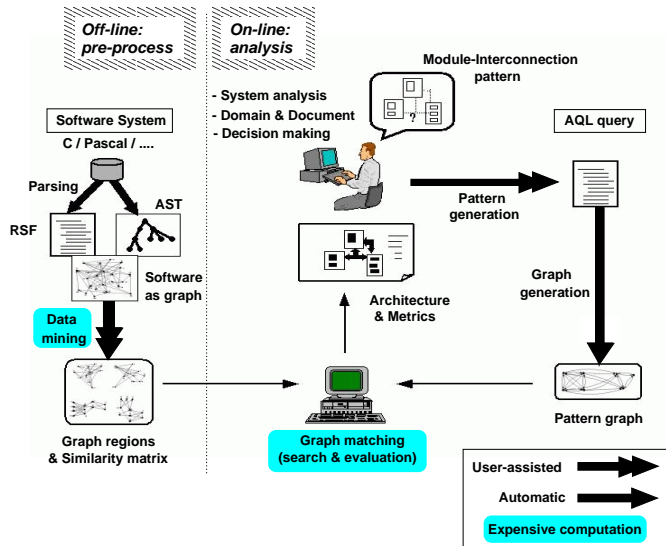 Off-line:
pre-process
On-line:
analysis
Module-Interconnection
pattern
?
- System analysis
- Domain & Document
- Decision making
Software System
C / Pascal / ....
AQL query
Parsing
AST
RSF
Pattern
generation
Software
as graph
Graph
generation
Architecture
& Metrics
Data
mining
Graph regions
& Similarity matrix
Graph matching
(search & evaluation)
Pattern graph
User-assisted
Automatic
Expensive computation